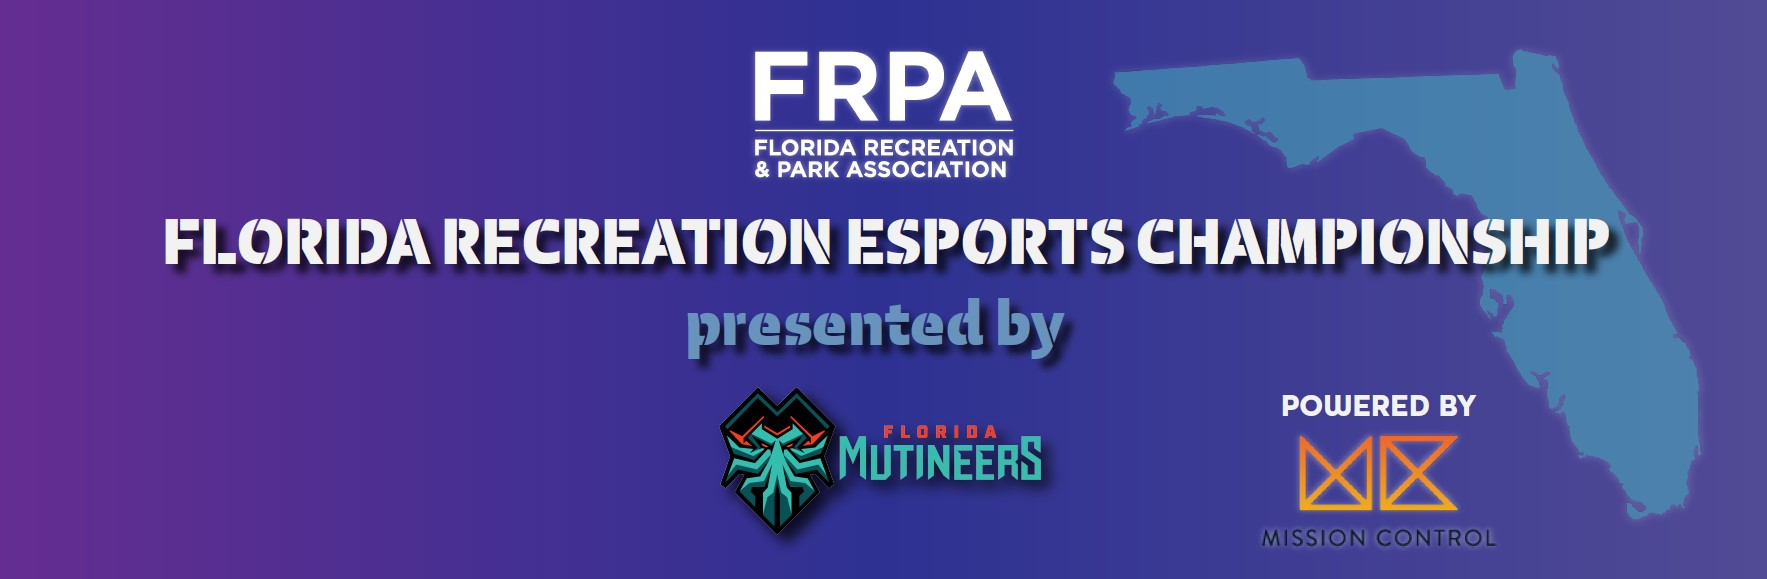 FRPA
FLORIDA RECREATION
& PARK ASSOCIATION
FLORIDA RECREATION ESPORTS CHAMPIONSHIP
presented by
FLORIDA
MUTINEERS
POWERED BY
MISSION CONTROL